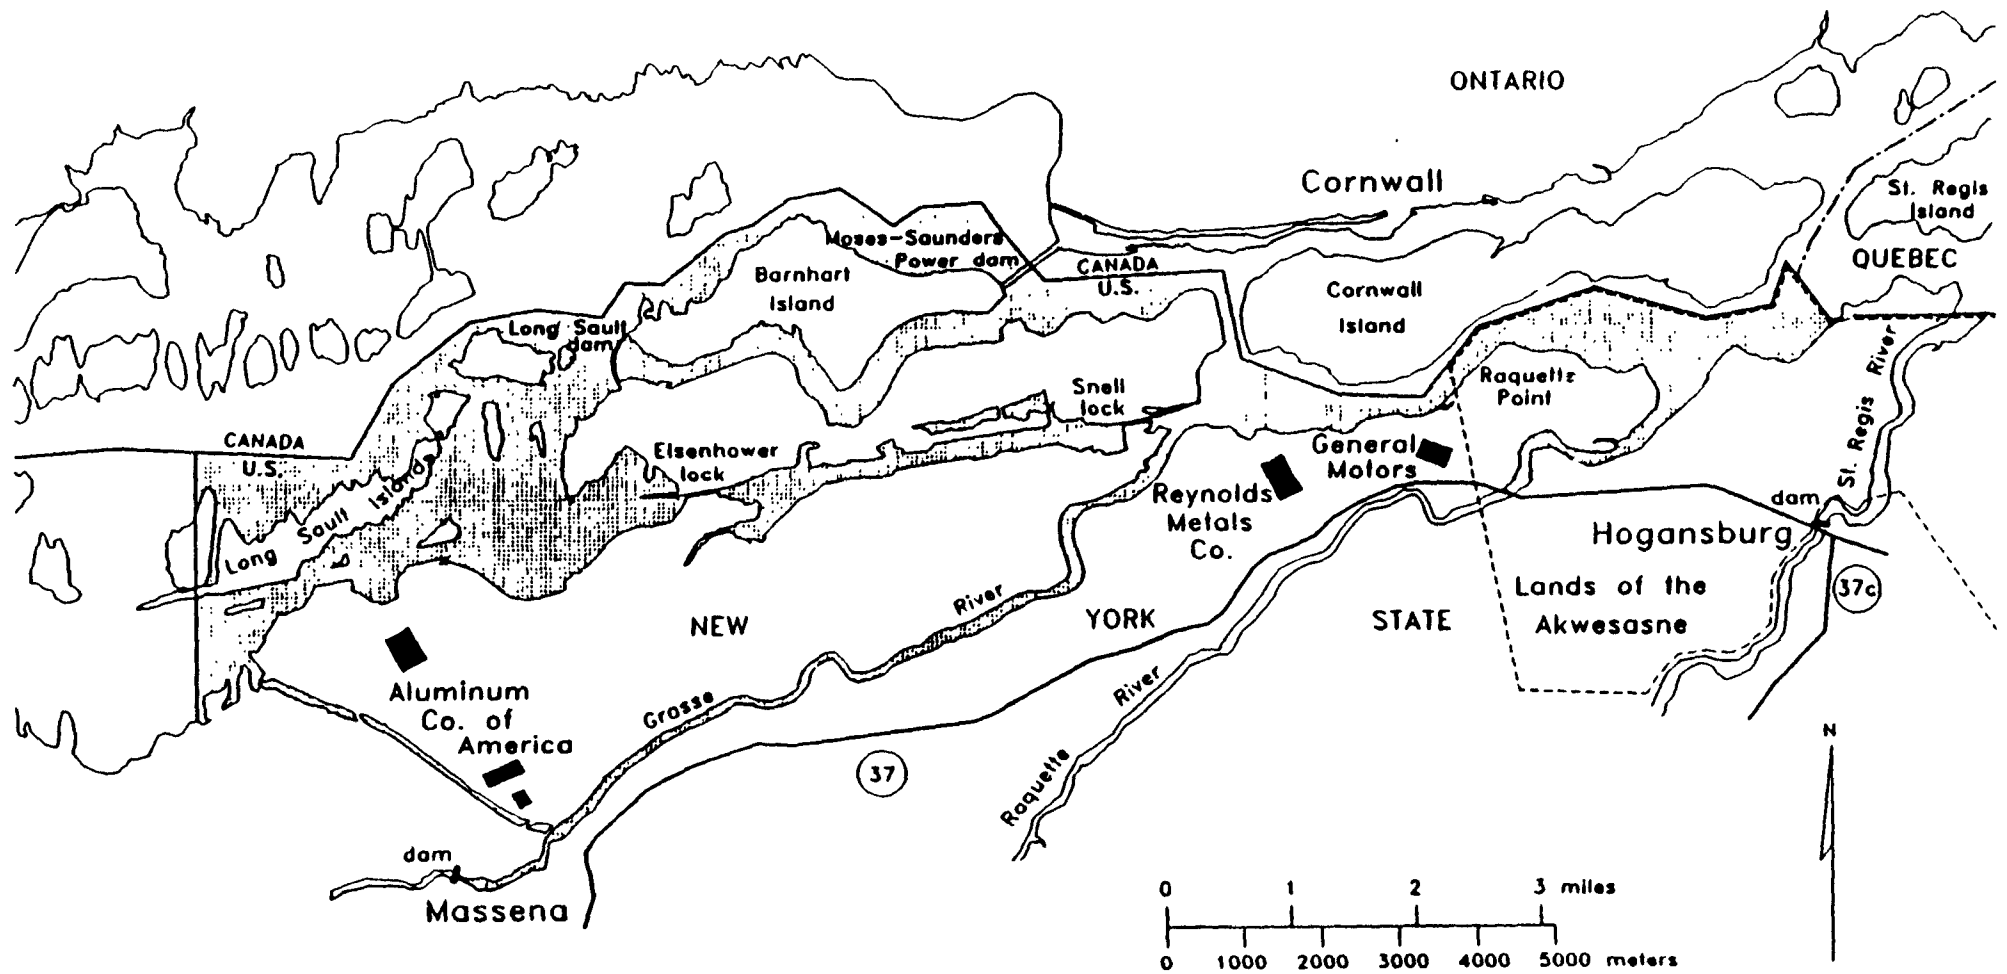 ONTARIO
Cornwall
St. Regis
Island
QUEBEC
Moses-Saunders
Power dam
CANADA
U.S.
Barnhart
Island
Cornwall
Island
Long Sault
dam
Raquette
Point
St. Regis River
Snell
lock
CANADA
U.S.
Eisenhower
lock
General
Motors
Long Sault Islands
Reynolds
Metals
Co.
dam
Hogansburg
Lands of the
Akwesasne
37c
NEW YORK STATE
Grasse River
Raquette River
Aluminum
Co. of
America
37
N
dam
Massena
0 1 2 3 miles
0 1000 2000 3000 4000 5000 meters